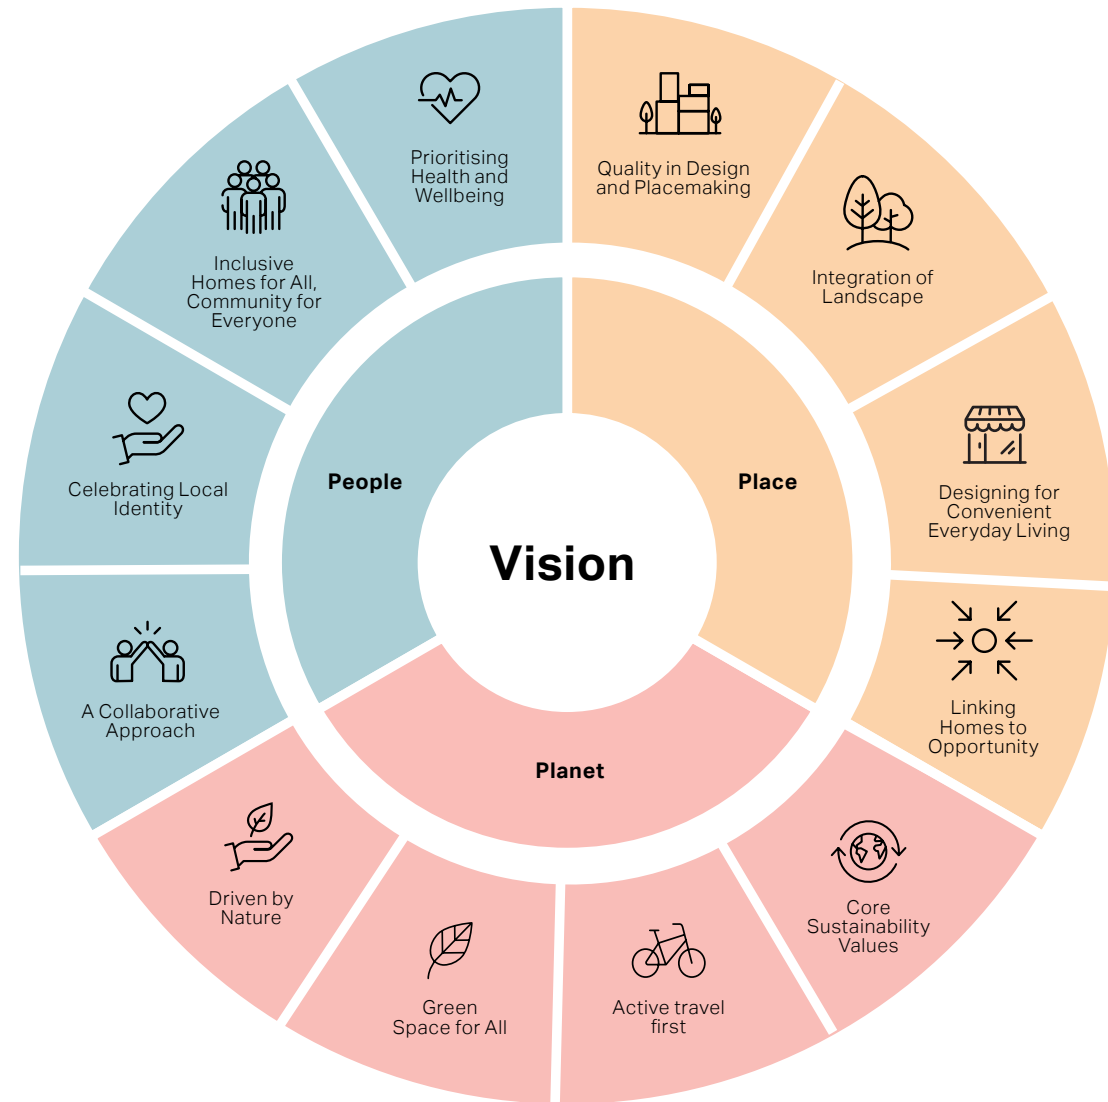 Prioritising
Health and
Wellbeing
Quality in Design
and Placemaking
Inclusive
Homes for All,
Community for
Everyone
Integration of
Landscape
Celebrating Local
Identity
People
Place
Designing for
Convenient
Everyday Living
Vision
A Collaborative
Approach
Linking
Homes to
Opportunity
Planet
Driven by
Nature
Core
Sustainability
Values
Green
Space for All
Active travel
first